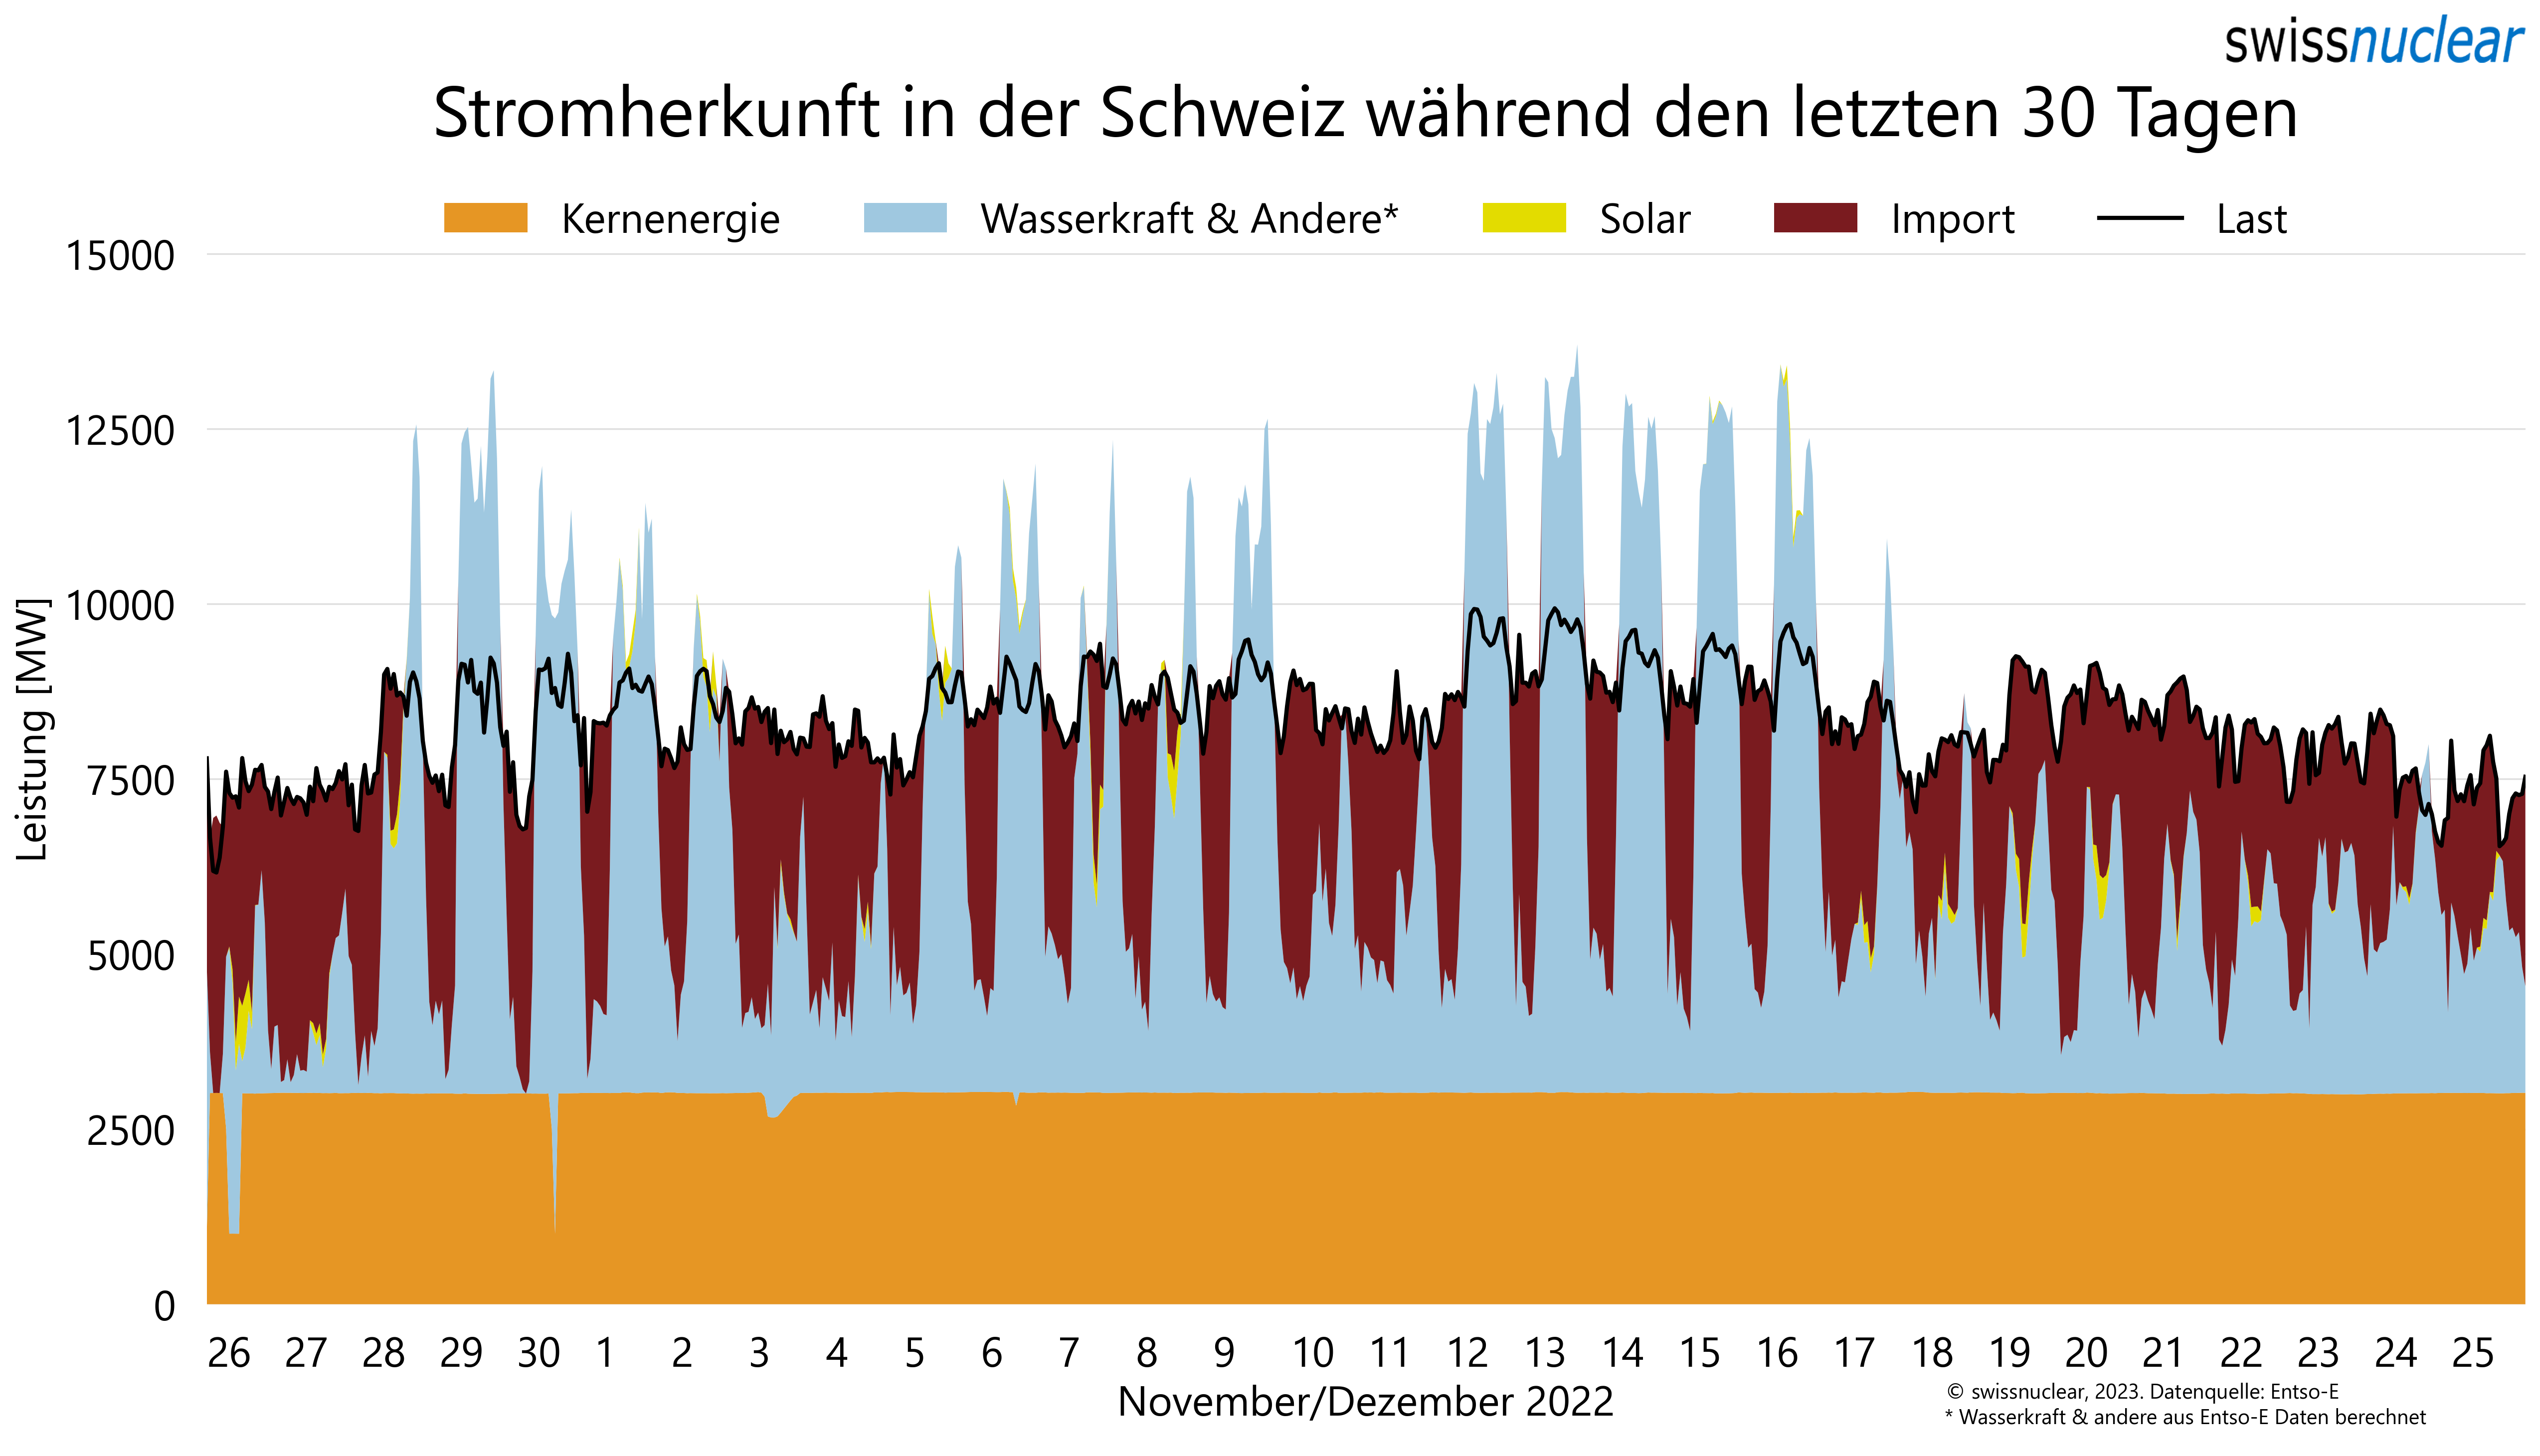 swissnuclear
Stromherkunft in der Schweiz während den letzten 30 Tagen
Kernenergie Wasserkraft & Andere* Solar Import Last
15000
12500
10000
7500
5000
2500
0
Leistung [MW]
26 27 28 29 30 1 2 3 4 5 6 7 8 9 10 11 12 13 14 15 16 17 18 19 20 21 22 23 24 25
November/Dezember 2022
© swissnuclear, 2023. Datenquelle: Entso-E
* Wasserkraft & andere aus Entso-E Daten berechnet